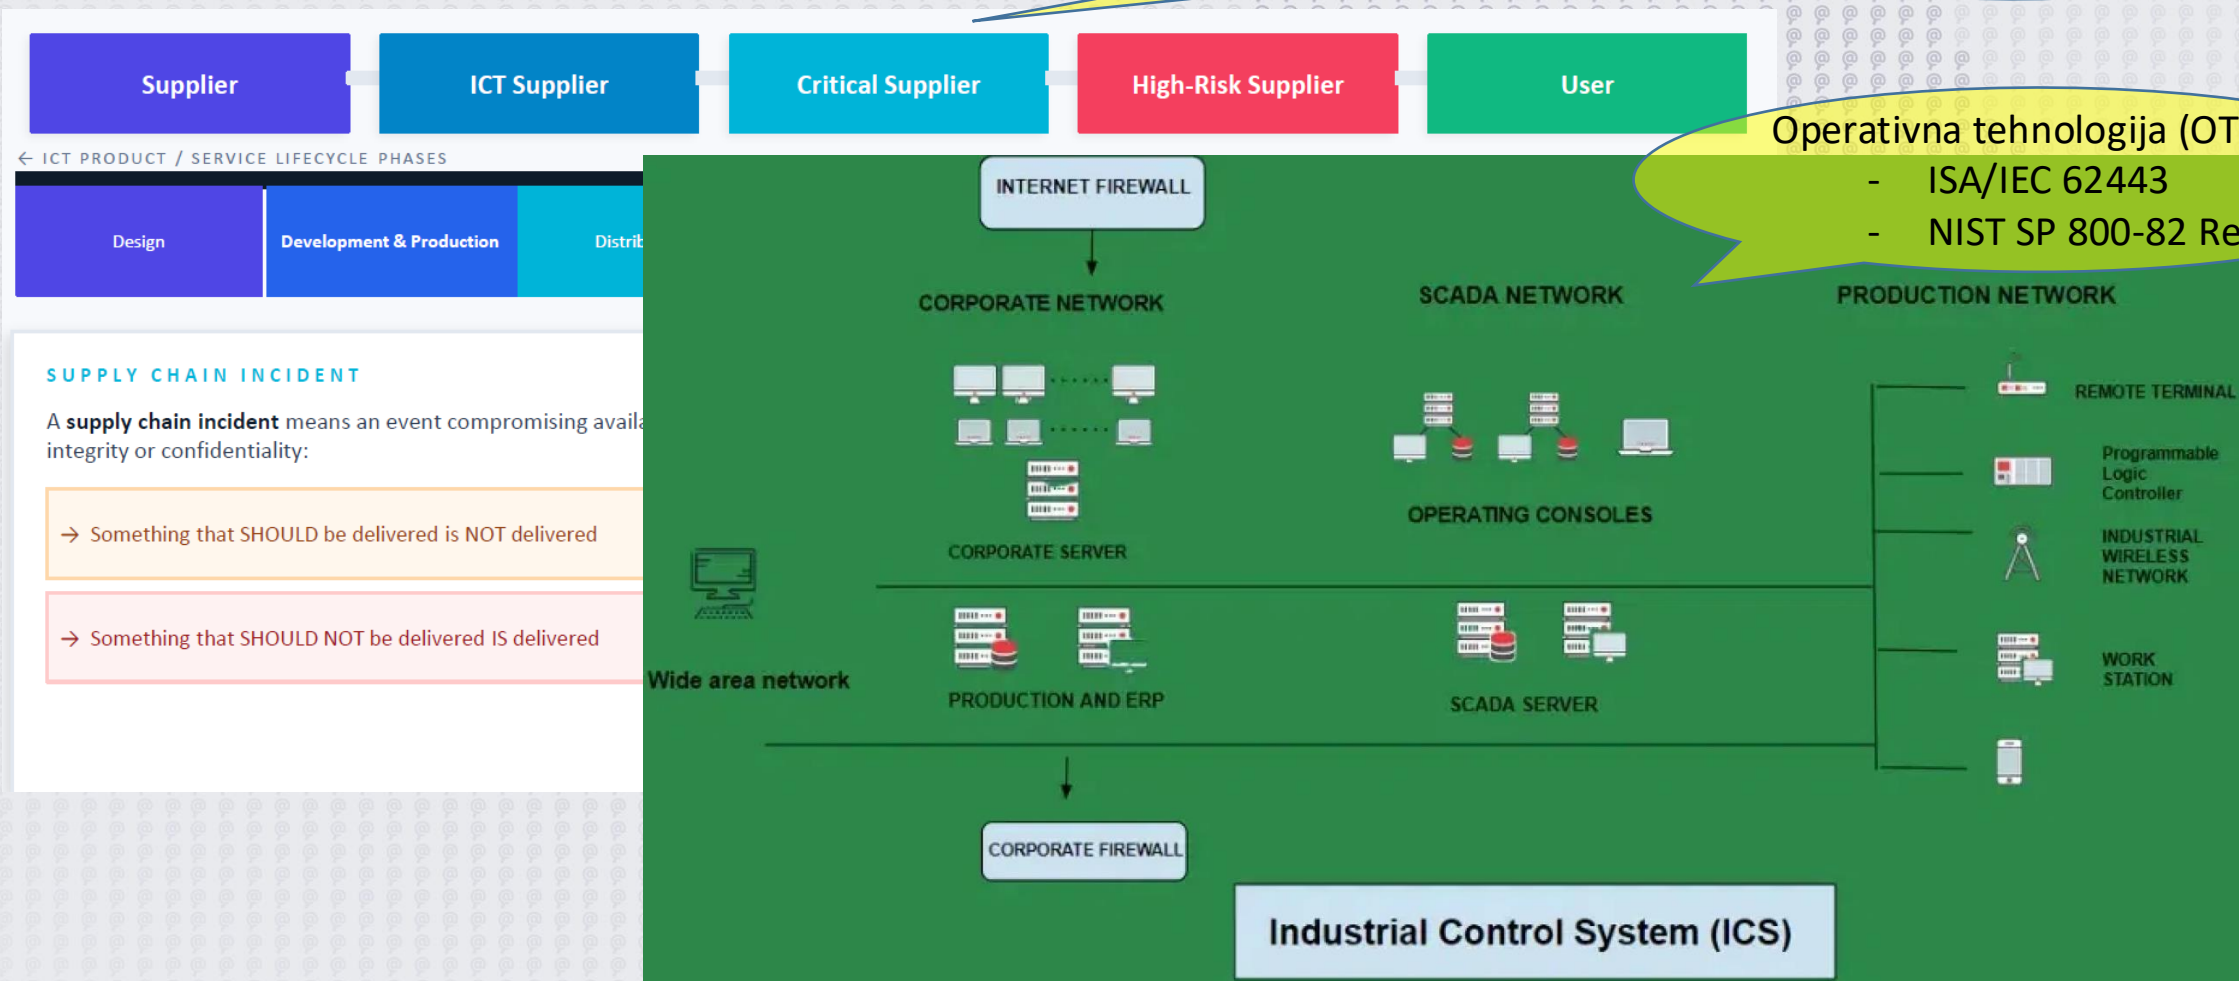 Supplier
ICT Supplier
Critical Supplier
High-Risk Supplier
User
← ICT PRODUCT / SERVICE LIFECYCLE PHASES
Design
Development & Production
Distrib
SUPPLY CHAIN INCIDENT
A supply chain incident means an event compromising availa
integrity or confidentiality:
→ Something that SHOULD be delivered is NOT delivered
→ Something that SHOULD NOT be delivered IS delivered
Operativna tehnologija (OT
- ISA/IEC 62443
- NIST SP 800-82 Re
INTERNET FIREWALL
CORPORATE NETWORK
SCADA NETWORK
PRODUCTION NETWORK
REMOTE TERMINAL
Programmable
Logic
Controller
OPERATING CONSOLES
CORPORATE SERVER
INDUSTRIAL
WIRELESS
NETWORK
Wide area network
PRODUCTION AND ERP
SCADA SERVER
WORK
STATION
CORPORATE FIREWALL
Industrial Control System (ICS)